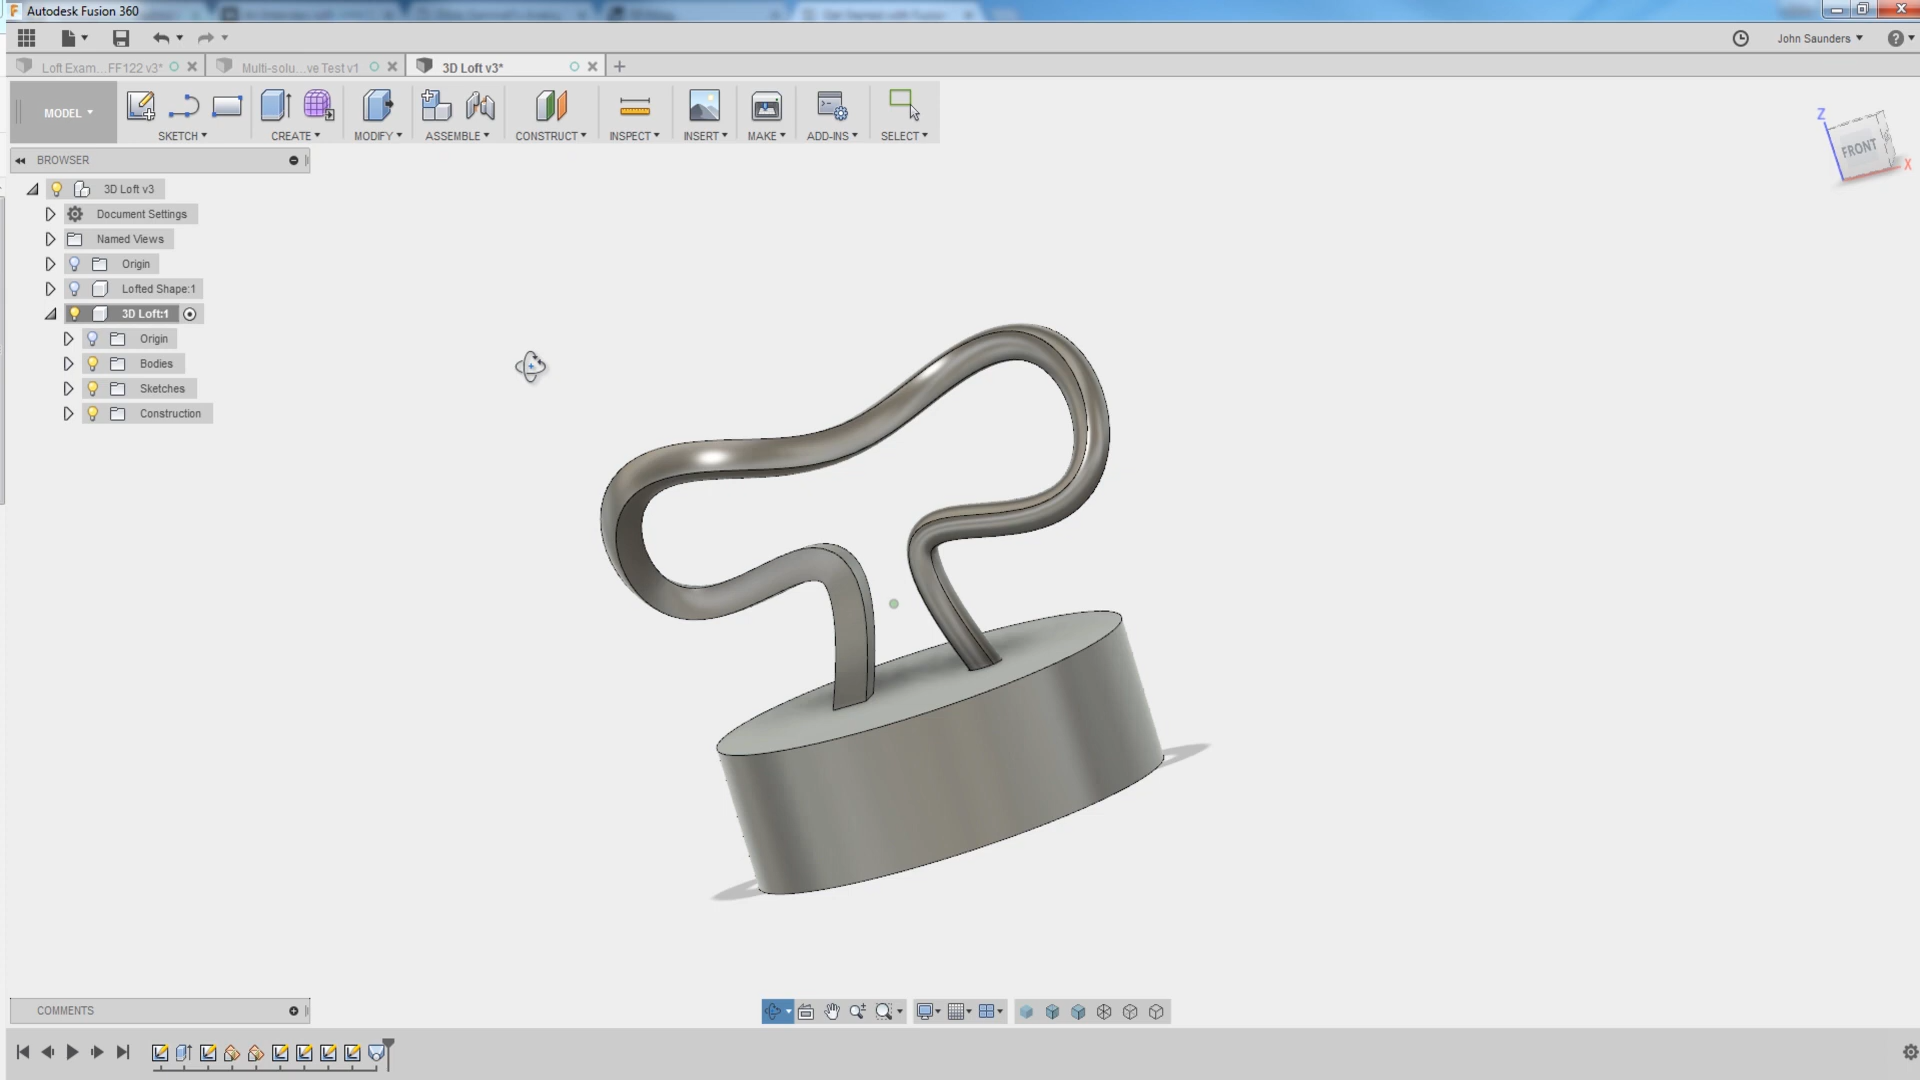 Autodesk Fusion 360
John Saunders
Loft Exam...FF122 v3*
Multi-solu...ve Test v1
3D Loft v3*
MODEL
SKETCH
CREATE
MODIFY
ASSEMBLE
CONSTRUCT
INSPECT
INSERT
MAKE
ADD-INS
SELECT
Z
FRONT
X
BROWSER
3D Loft v3
Document Settings
Named Views
Origin
Lofted Shape:1
3D Loft:1
Origin
Bodies
Sketches
Construction
COMMENTS